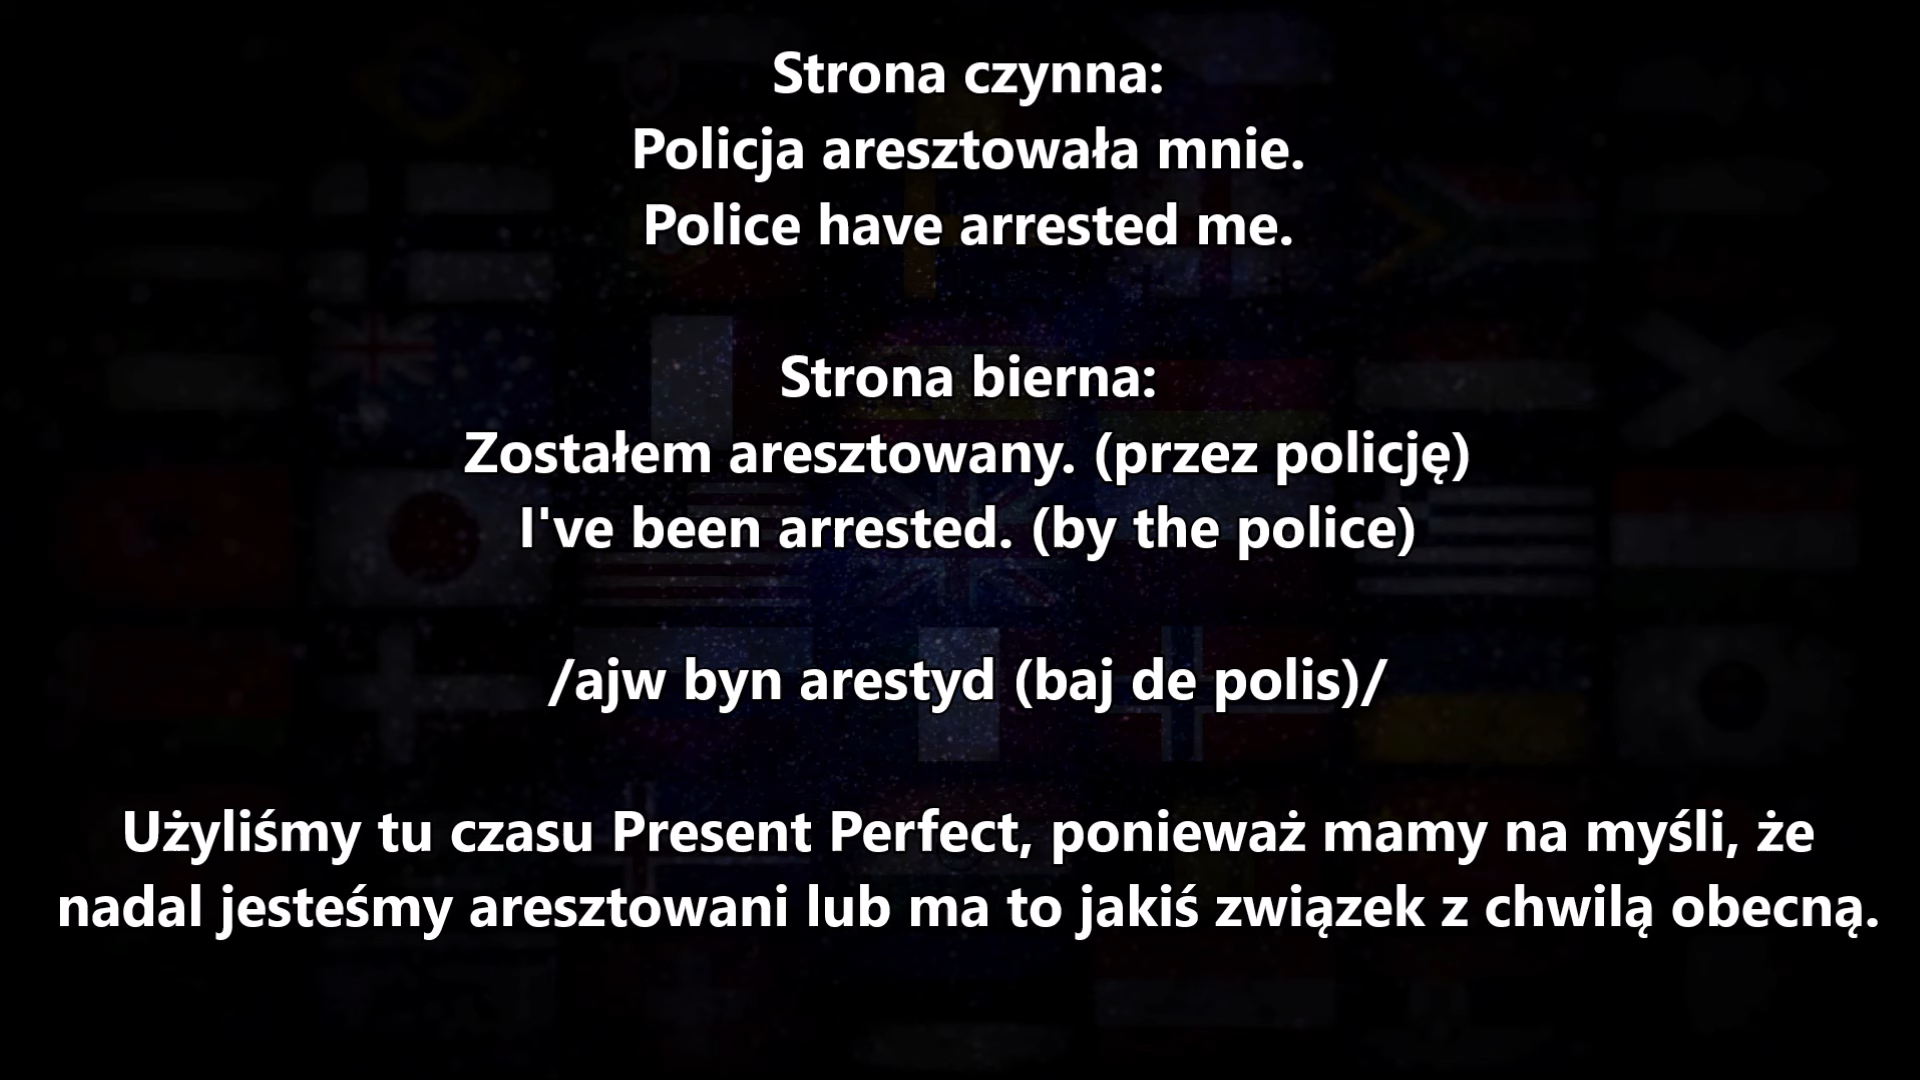 Strona czynna:
Policja aresztowała mnie.
Police have arrested me.
Strona bierna:
Zostałem aresztowany. (przez policję)
I've been arrested. (by the police)
/ajw byn arestyd (baj de polis)/
Użyliśmy tu czasu Present Perfect, ponieważ mamy na myśli, że
nadal jesteśmy aresztowani lub ma to jakiś związek z chwilą obecną.